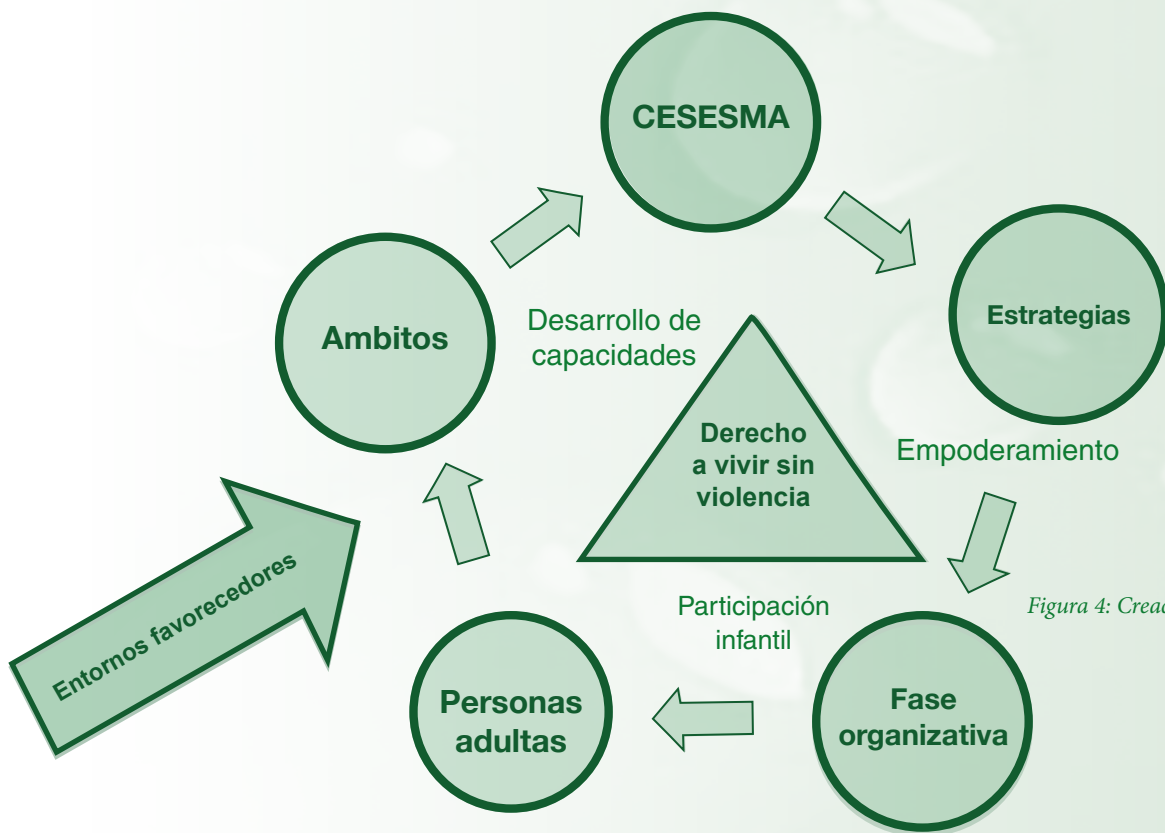 CESESMA
Estrategias
Ambitos
Desarrollo de
capacidades
Derecho
a vivir sin
violencia
Empoderamiento
Entornos favorecedores
Participación
infantil
Figura 4:
Personas
adultas
Fase
organizativa